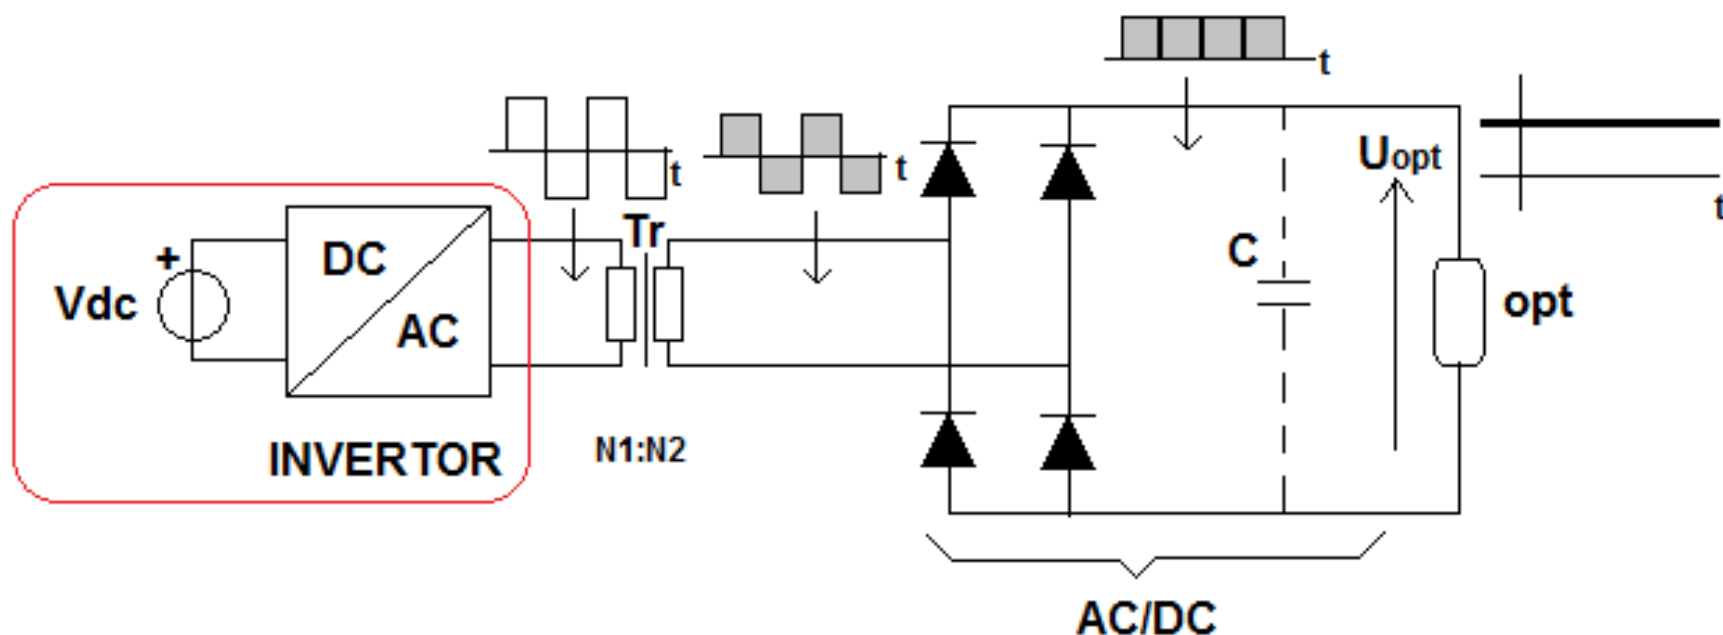 t
t
t
t
Uopt
Tr
DC
AC
+
Vdc
C
opt
INVERTOR
N1:N2
AC/DC